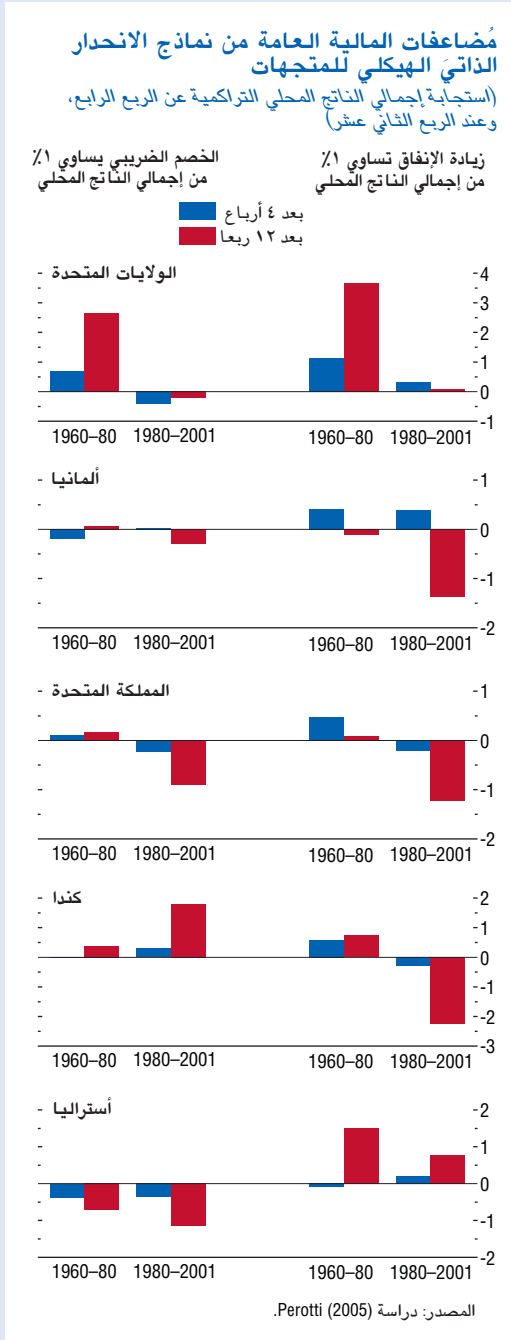 مُضاعفات المالية العامة من نماذج الانحدار
الذاتيَ الهيكلي للمتجهات
(استجابة إجمالي الناتج المحلي التراكمية عن الربع الرابع،
وعند الربع الثاني عشر)
زيادة الإنفاق تساوي ١٪
من إجمالي الناتج المحلي
الخصم الضريبي يساوي ١٪
من إجمالي الناتج المحلي
بعد ٤ أرباع
بعد ١٢ ربعا
الولايات المتحدة
4
3
2
1
0
-1
1960–80 1980–2001 1960–80 1980–2001
ألمانيا
1
0
-1
-2
1960–80 1980–2001 1960–80 1980–2001
المملكة المتحدة
1
0
-1
-2
1960–80 1980–2001 1960–80 1980–2001
كندا
2
1
0
-1
-2
-3
1960–80 1980–2001 1960–80 1980–2001
أستراليا
2
1
0
-1
-2
1960–80 1980–2001 1960–80 1980–2001
المصدر: دراسة Perotti (2005).